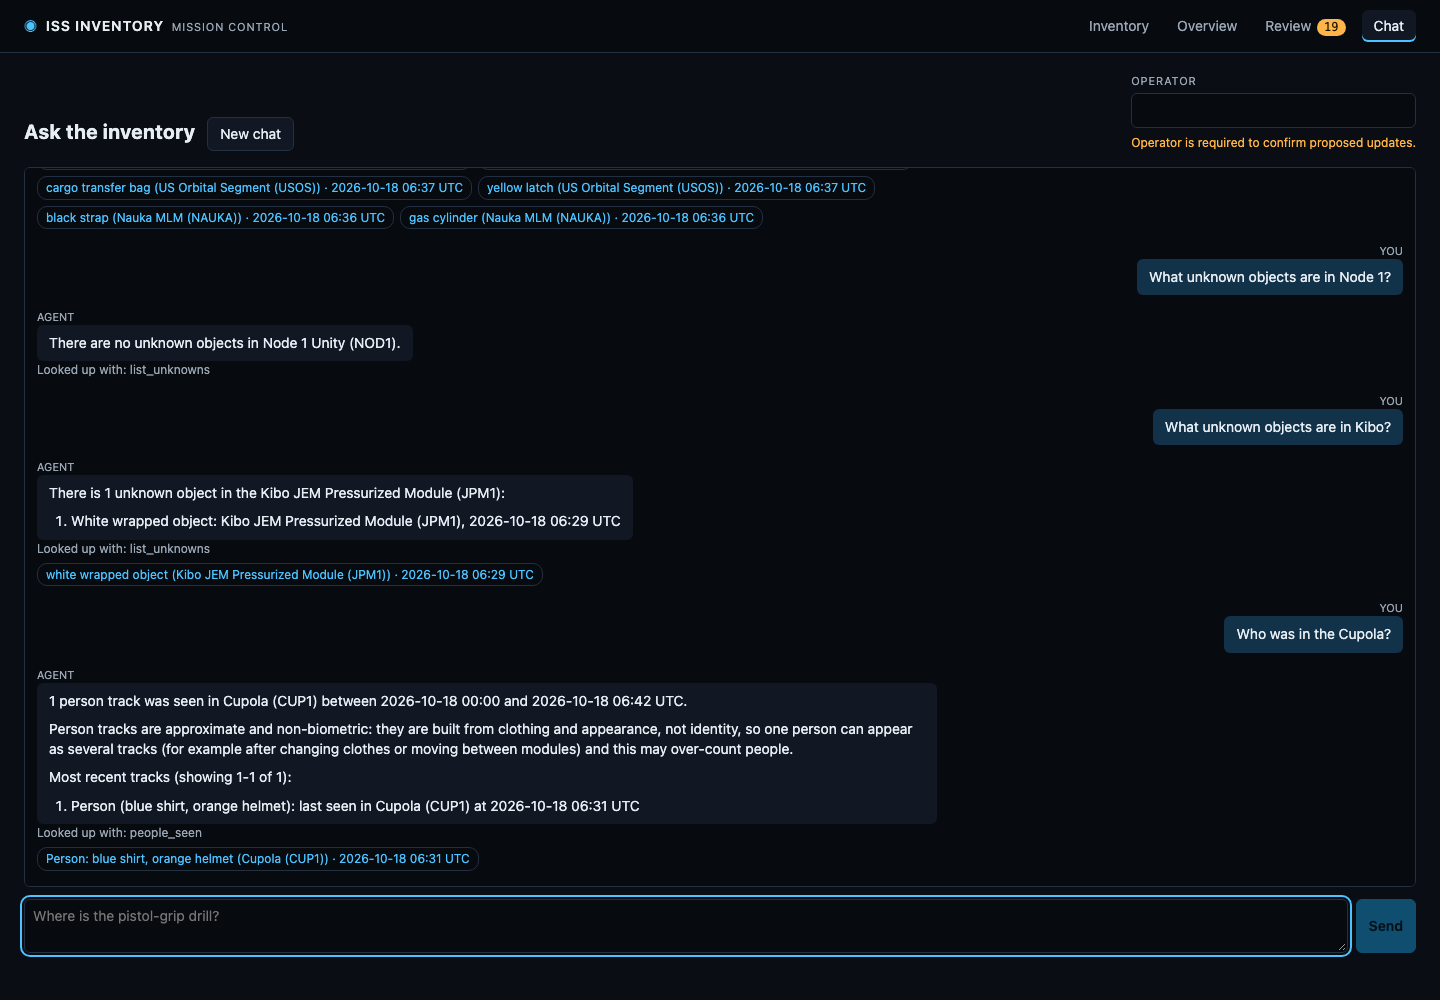 ISS INVENTORY MISSION CONTROL
Inventory Overview Review 19 Chat
OPERATOR
Ask the inventory New chat
Operator is required to confirm proposed updates.
cargo transfer bag (US Orbital Segment (USOS)) · 2026-10-18 06:37 UTC yellow latch (US Orbital Segment (USOS)) · 2026-10-18 06:37 UTC
black strap (Nauka MLM (NAUKA)) · 2026-10-18 06:36 UTC gas cylinder (Nauka MLM (NAUKA)) · 2026-10-18 06:36 UTC
YOU
What unknown objects are in Node 1?
AGENT
There are no unknown objects in Node 1 Unity (NOD1).
Looked up with: list_unknowns
YOU
What unknown objects are in Kibo?
AGENT
There is 1 unknown object in the Kibo JEM Pressurized Module (JPM1):
1. White wrapped object: Kibo JEM Pressurized Module (JPM1), 2026-10-18 06:29 UTC
Looked up with: list_unknowns
white wrapped object (Kibo JEM Pressurized Module (JPM1)) · 2026-10-18 06:29 UTC
YOU
Who was in the Cupola?
AGENT
1 person track was seen in Cupola (CUP1) between 2026-10-18 00:00 and 2026-10-18 06:42 UTC.
Person tracks are approximate and non-biometric: they are built from clothing and appearance, not identity, so one person can appear
as several tracks (for example after changing clothes or moving between modules) and this may over-count people.
Most recent tracks (showing 1-1 of 1):
1. Person (blue shirt, orange helmet): last seen in Cupola (CUP1) at 2026-10-18 06:31 UTC
Looked up with: people_seen
Person: blue shirt, orange helmet (Cupola (CUP1)) · 2026-10-18 06:31 UTC
Where is the pistol-grip drill?
Send